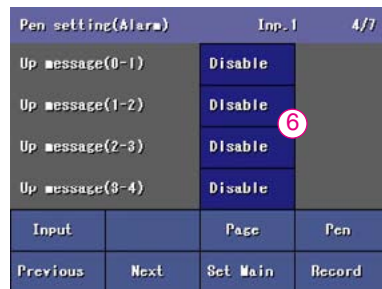 Pen setting(Alarm) Inp.1 4/7
Up message(0-1) Disable
Up message(1-2) Disable
6
Up message(2-3) Disable
Up message(3-4) Disable
Input Page Pen
Previous Next Set Main Record